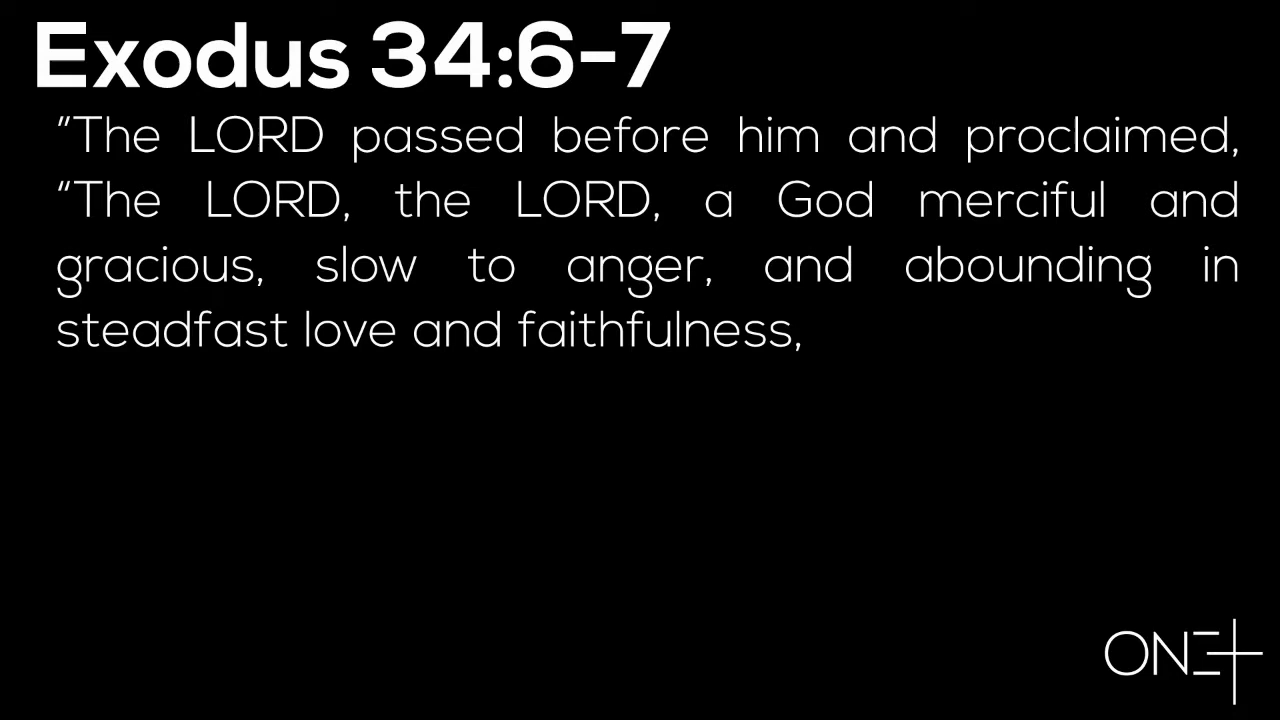 Exodus 34:6-7
“The LORD passed before him and proclaimed,
“The LORD, the LORD, a God merciful and
gracious, slow to anger, and abounding in
steadfast love and faithfulness,
ONE